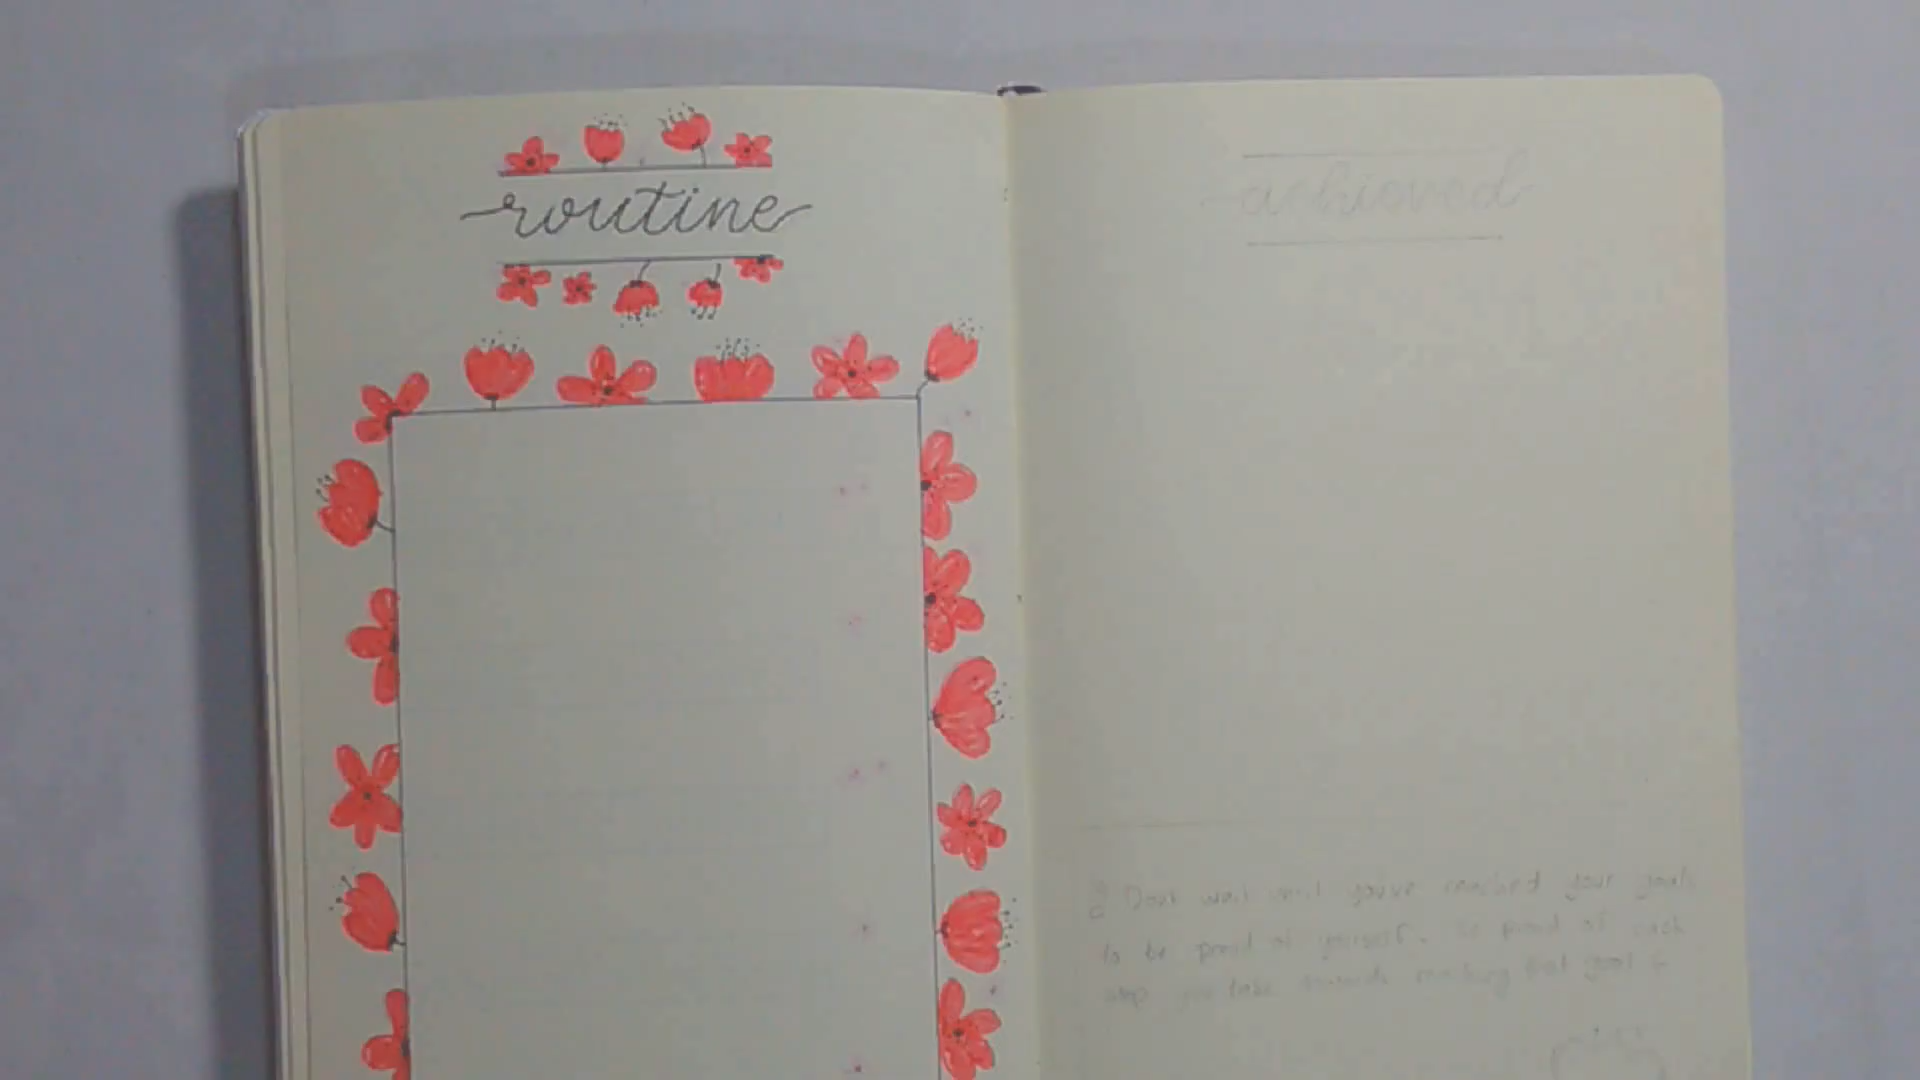 routine
achieved
Don't wait until you've reached your goals
to be proud of yourself. Be proud of each
step you take towards reaching that goal